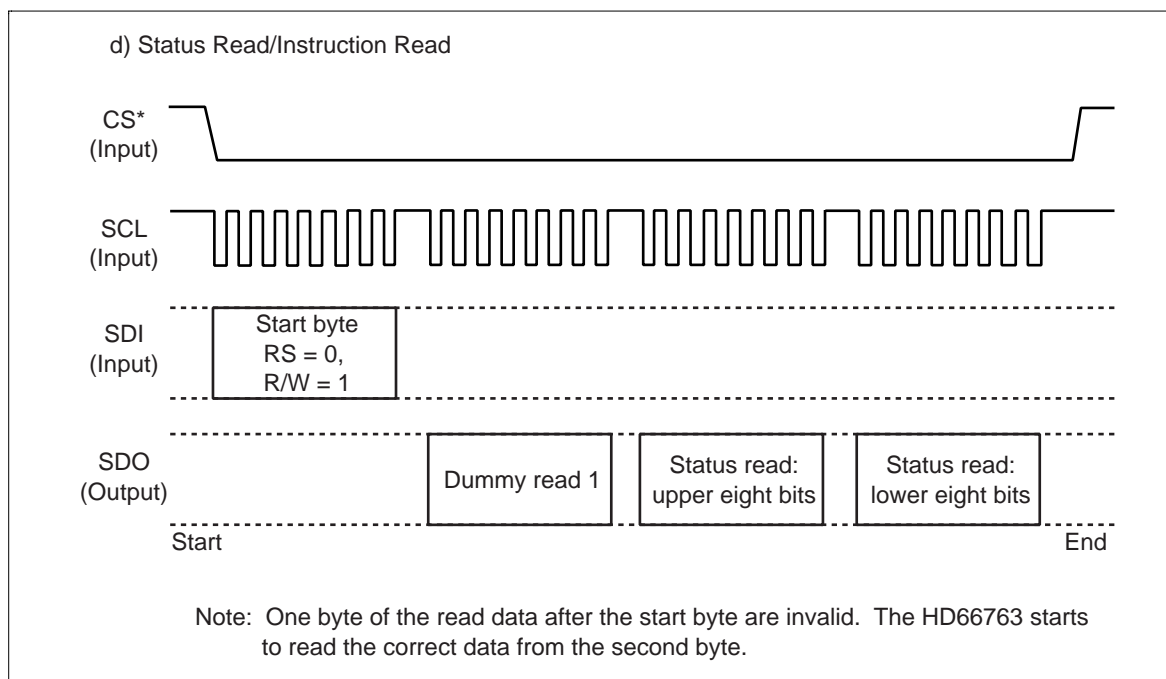 d) Status Read/Instruction Read
CS*
(Input)
SCL
(Input)
SDI
(Input)
Start byte
RS = 0,
R/W = 1
SDO
(Output)
Dummy read 1
Status read:
upper eight bits
Status read:
lower eight bits
Start
End
Note: One byte of the read data after the start byte are invalid. The HD66763 starts
to read the correct data from the second byte.